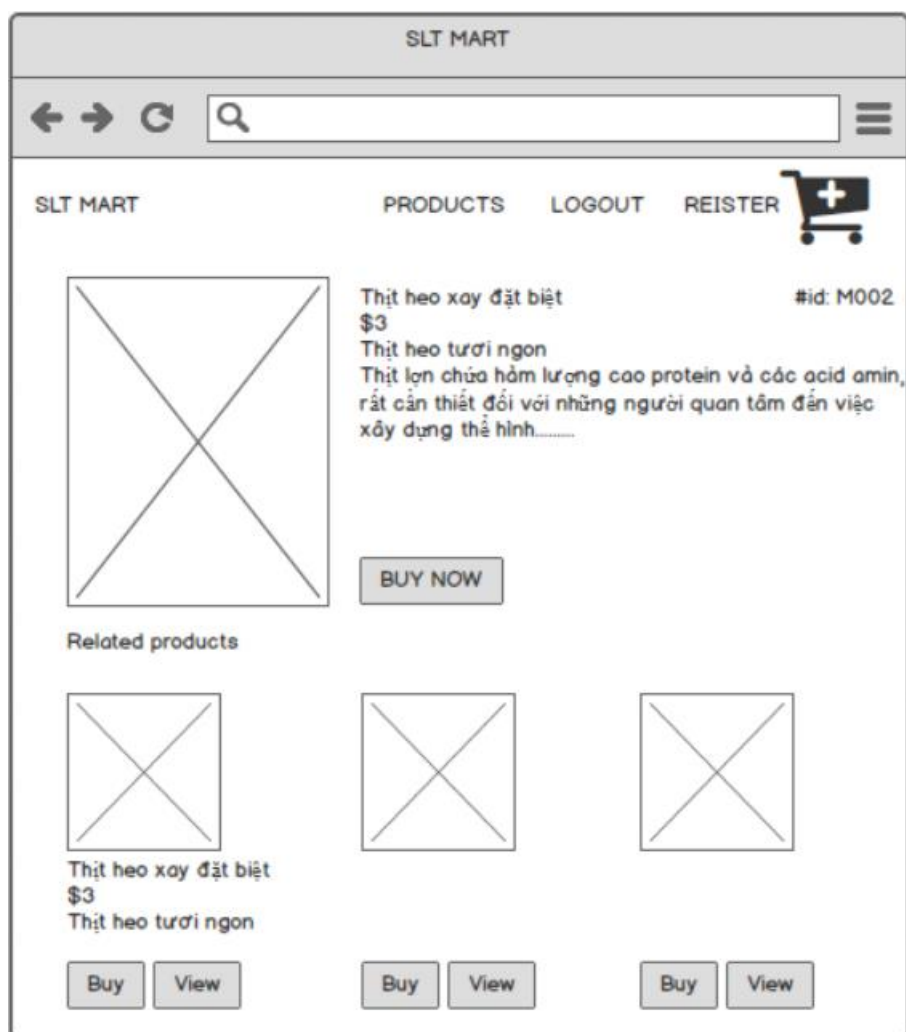 SLT MART
SLT MART PRODUCTS LOGOUT REISTER
Thịt heo xay đặt biệt #id: M002
$3
Thịt heo tươi ngon
Thịt lợn chứa hàm lượng cao protein và các acid amin,
rất cần thiết đối với những người quan tâm đến việc
xây dựng thể hình..........
BUY NOW
Related products
Thịt heo xay đặt biệt
$3
Thịt heo tươi ngon
Buy View Buy View Buy View